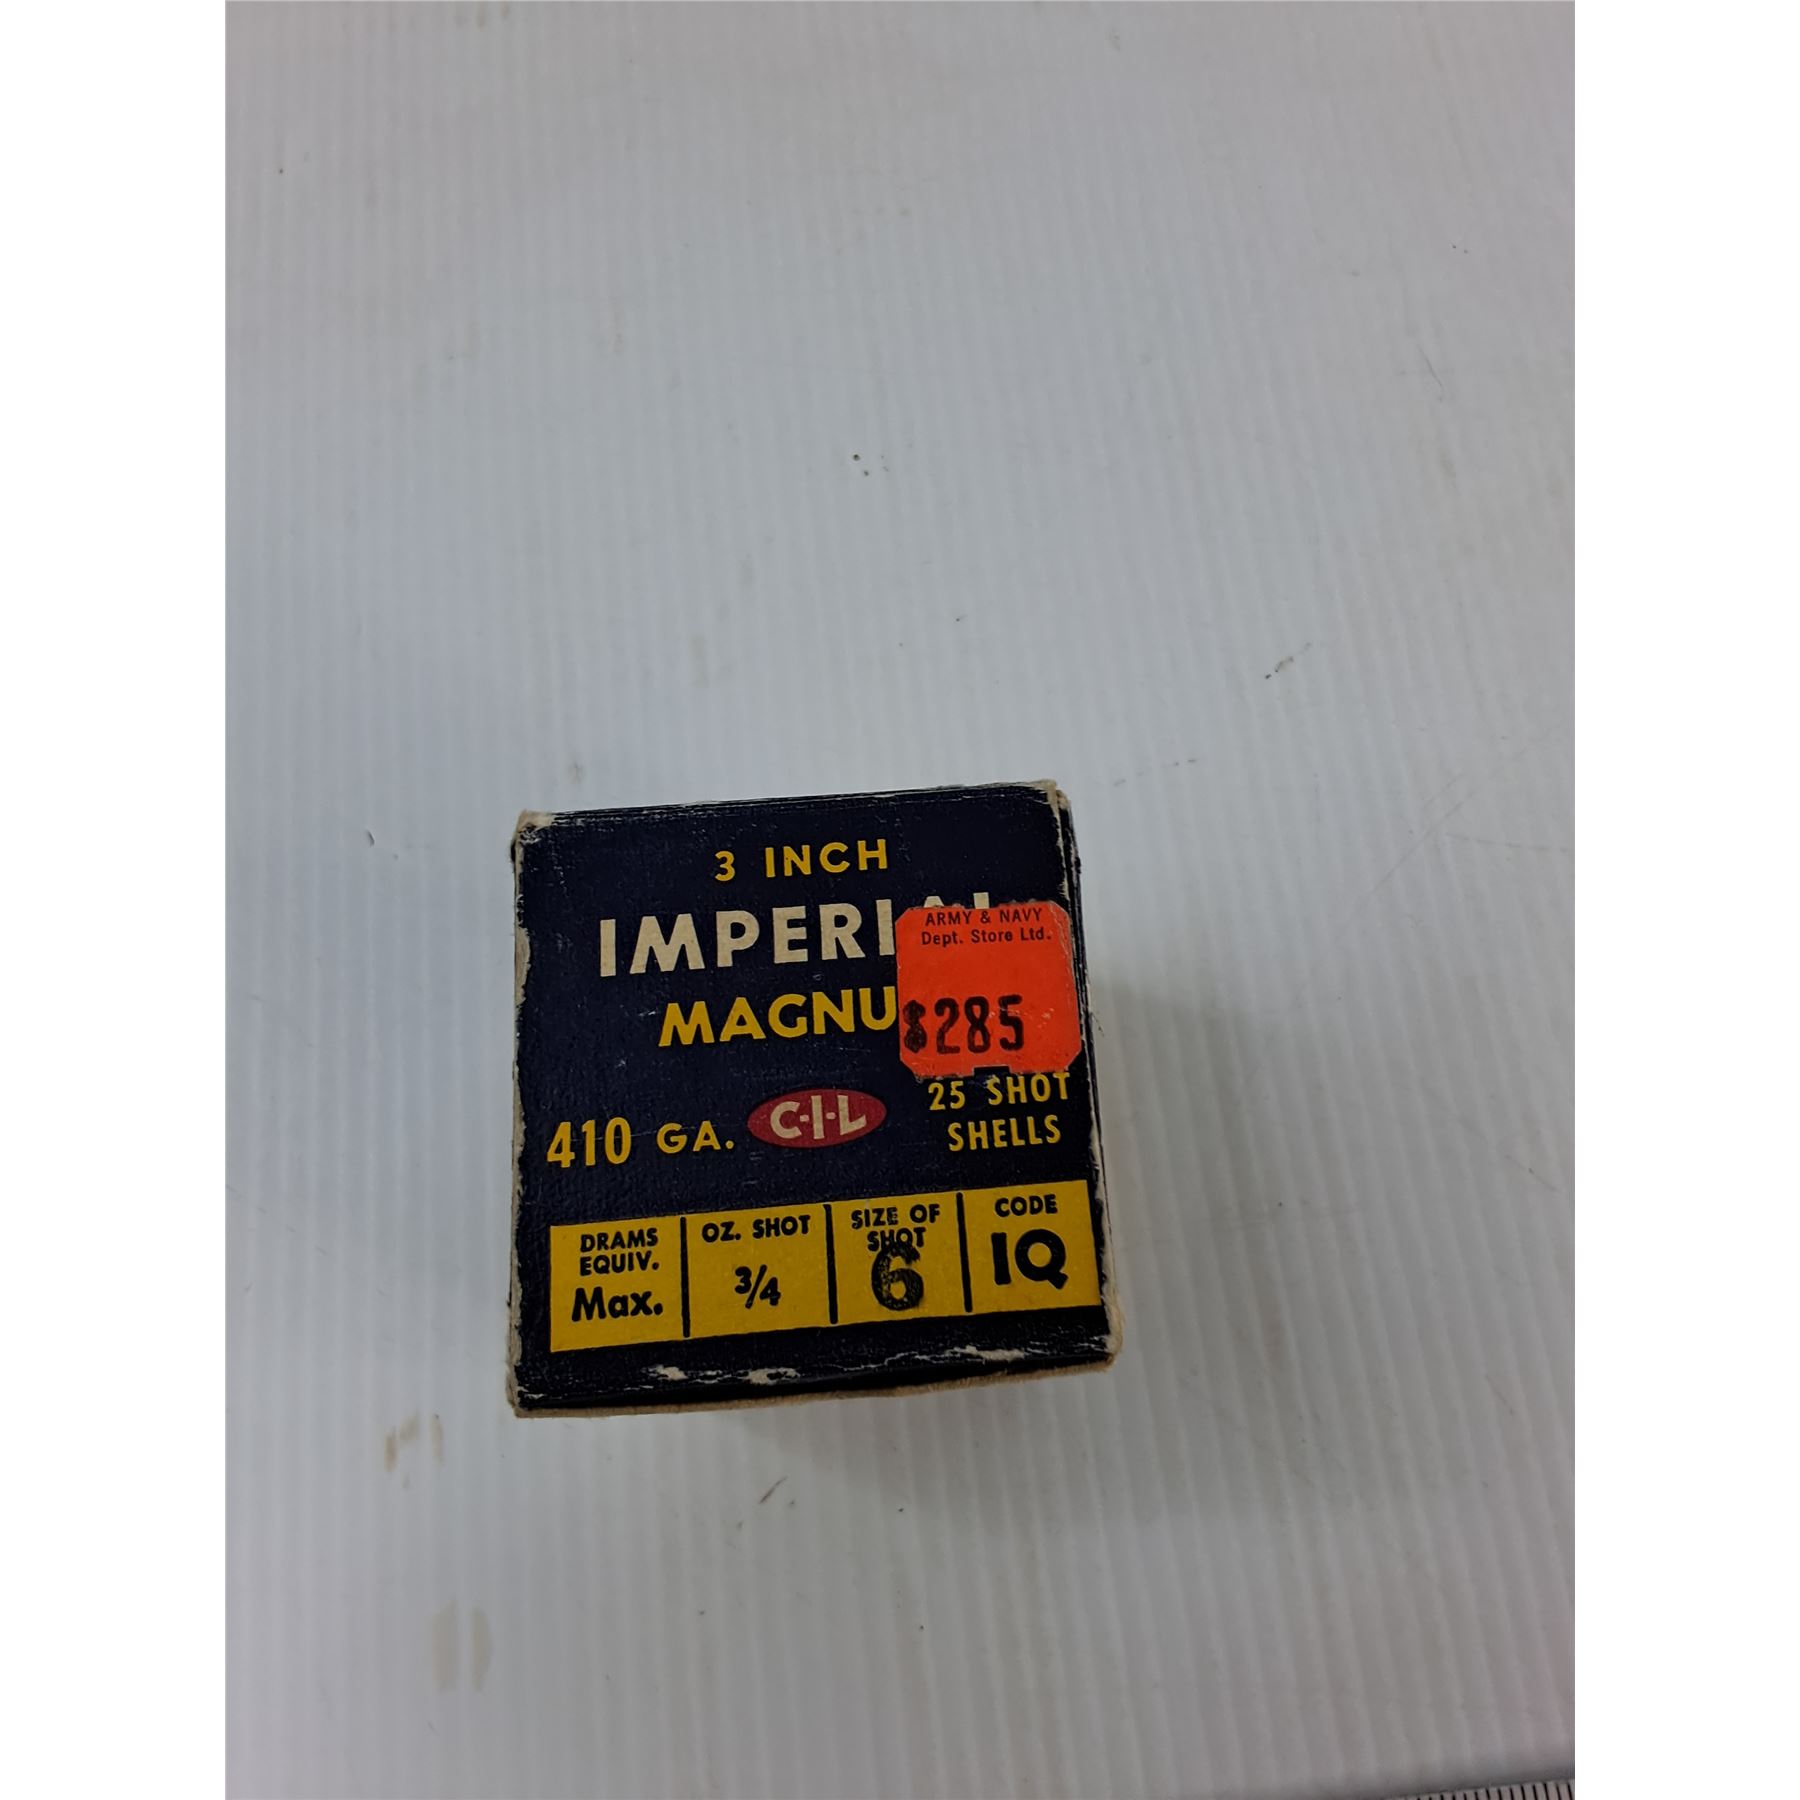 3 INCH
IMPERIAL
MAGNU
ARMY & NAVY
Dept. Store Ltd.
$285
410 GA.
C-I-L
25 SHOT
SHELLS
DRAMS
EQUIV.
Max.
OZ. SHOT
3/4
SIZE OF
SHOT
6
CODE
IQ